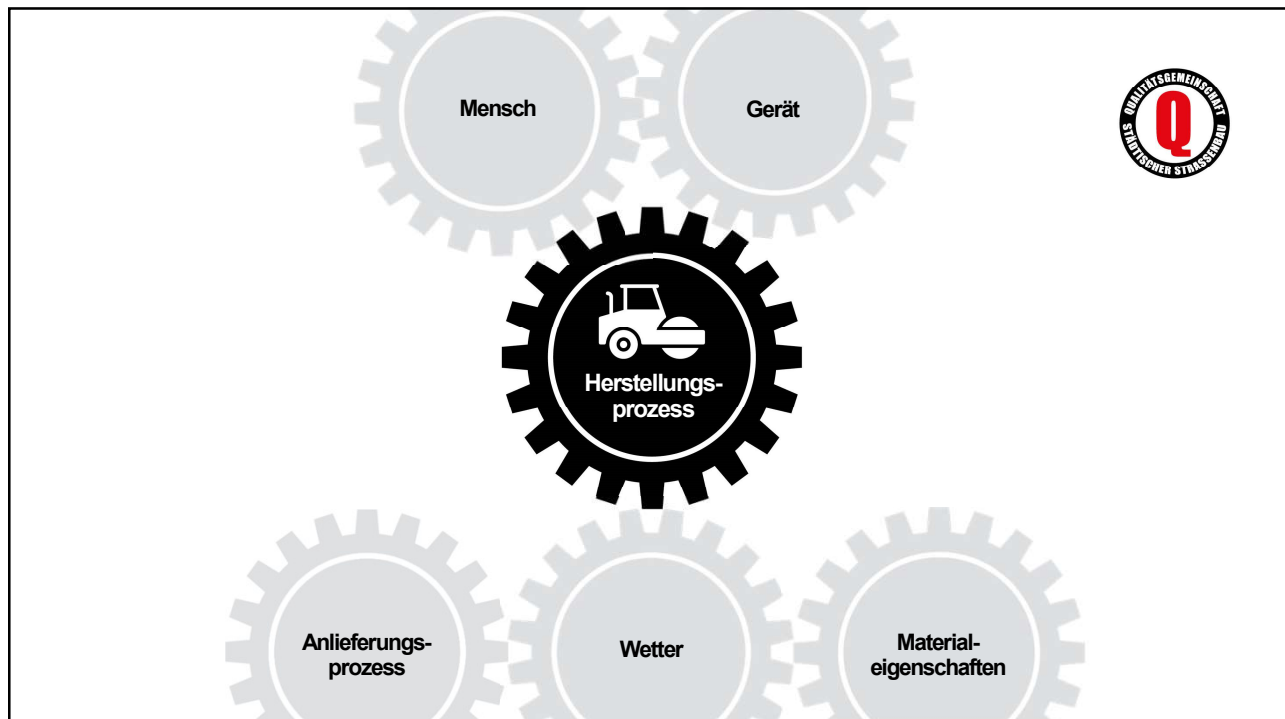 Mensch
Gerät
QUALITÄTSGEMEINSCHAFT
Q
STÄDTISCHER STRASSENBAU
Herstellungs-
prozess
Anlieferungs-
prozess
Wetter
Material-
eigenschaften